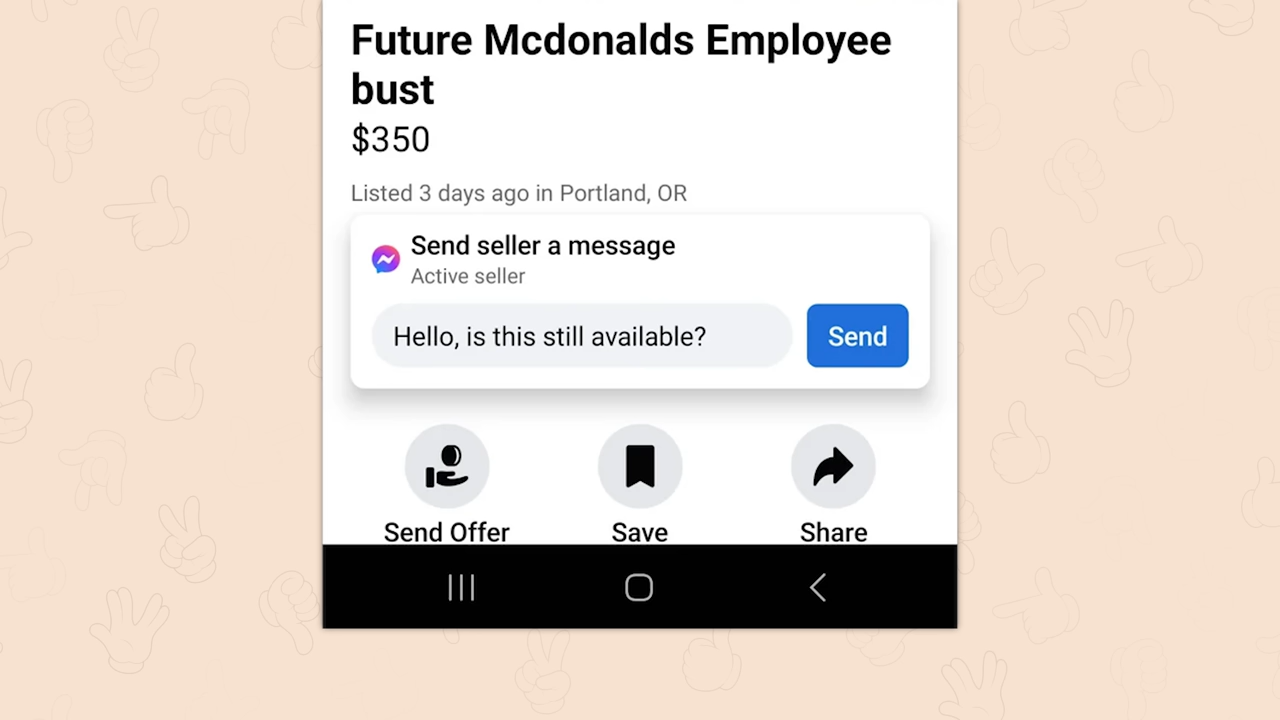 Future Mcdonalds Employee
bust
$350
Listed 3 days ago in Portland, OR
Send seller a message
Active seller
Hello, is this still available?
Send
Send Offer
Save
Share